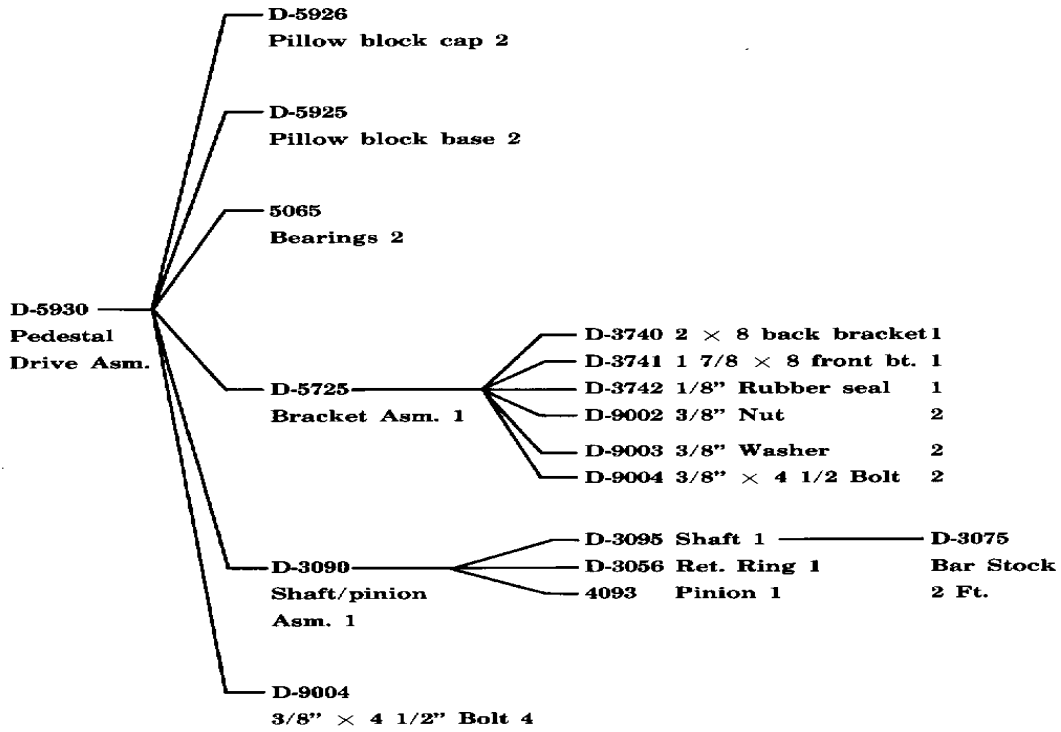 D-5926
Pillow block cap 2
D-5925
Pillow block base 2
5065
Bearings 2
D-5930
Pedestal
Drive Asm.
D-5725
Bracket Asm. 1
D-3740 2 × 8 back bracket 1
D-3741 1 7/8 × 8 front bt. 1
D-3742 1/8” Rubber seal 1
D-9002 3/8” Nut 2
D-9003 3/8” Washer 2
D-9004 3/8” × 4 1/2 Bolt 2
D-3090
Shaft/pinion
Asm. 1
D-3095 Shaft 1
D-3056 Ret. Ring 1
4093 Pinion 1
D-3075
Bar Stock
2 Ft.
D-9004
3/8” × 4 1/2” Bolt 4